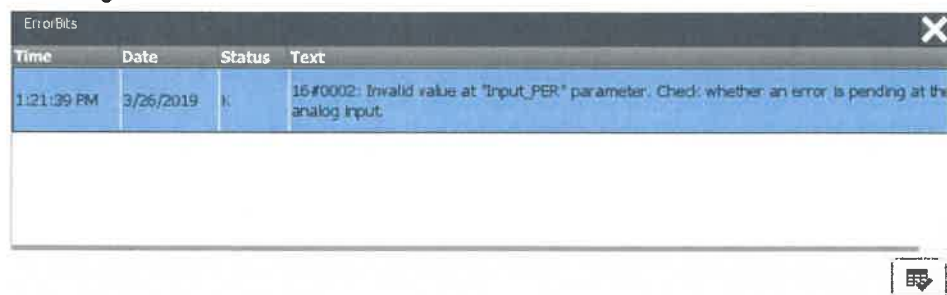 ErrorBits
Time Date Status Text
1:21:39 PM 3/26/2019 K 16#0002: Invalid value at "Input_PER" parameter. Check whether an error is pending at the
analog input.